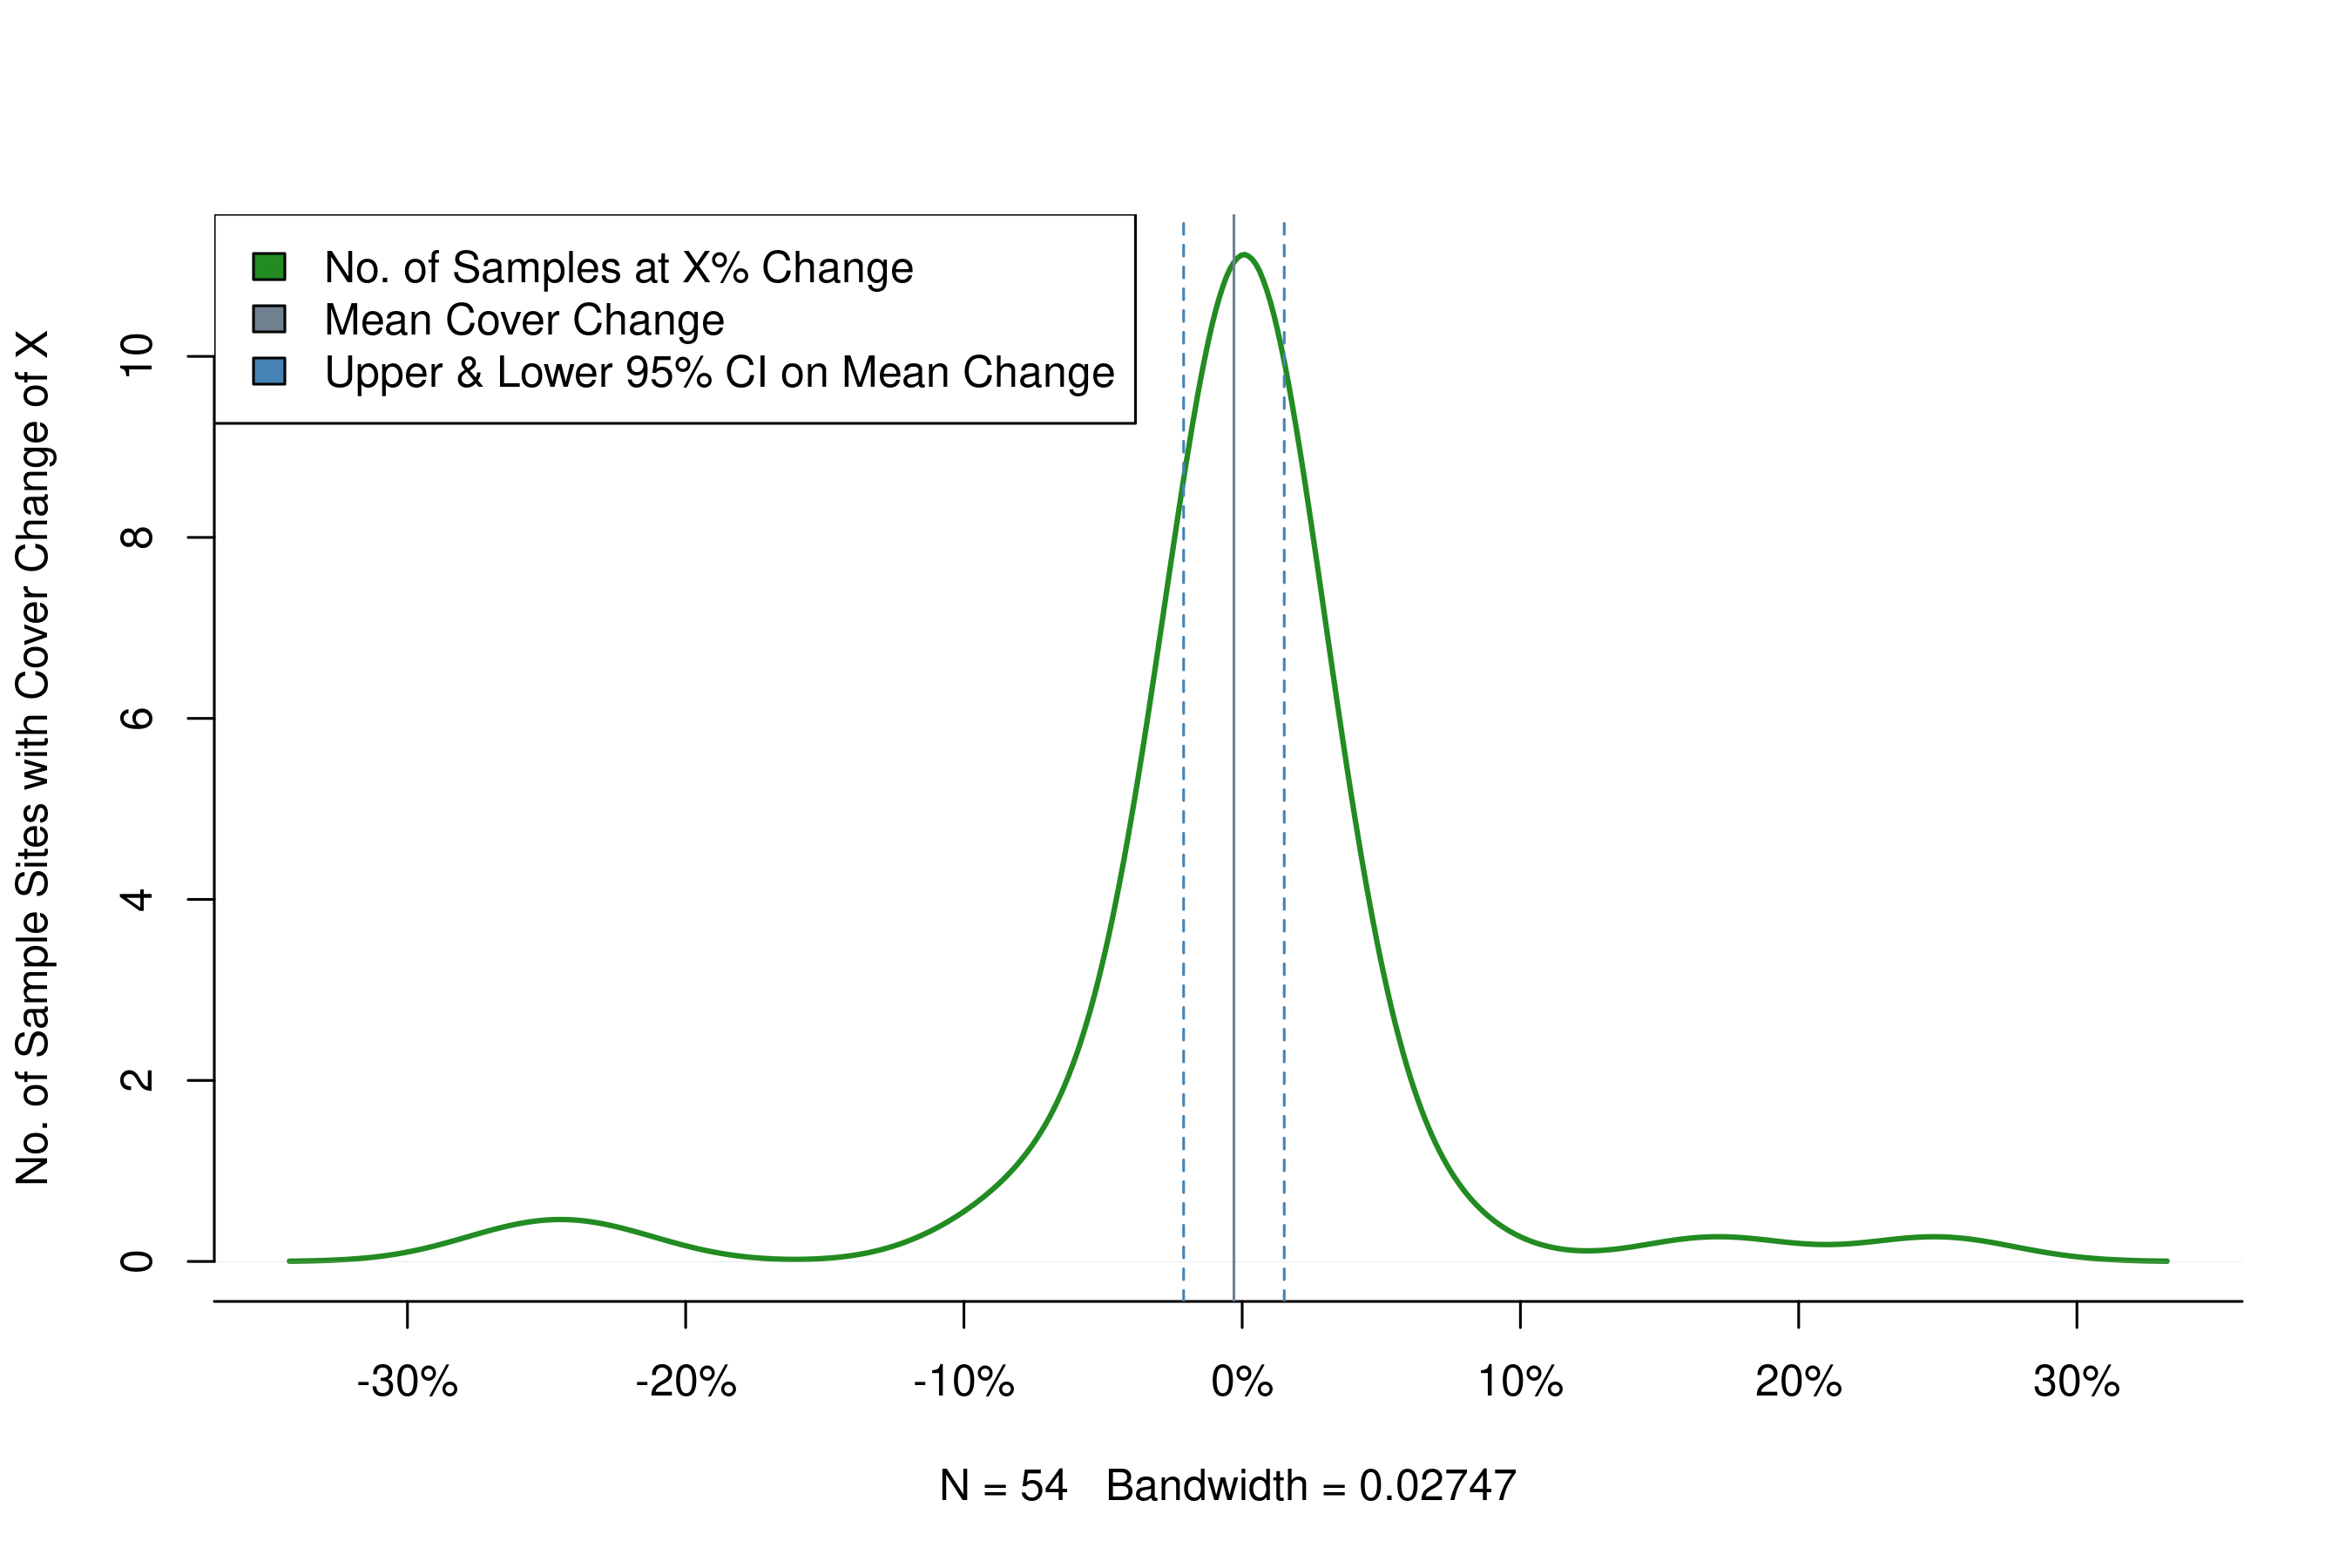 No. of Samples at X% Change
Mean Cover Change
Upper & Lower 95% CI on Mean Change
No. of Sample Sites with Cover Change of X
10
8
6
4
2
0
-30% -20% -10% 0% 10% 20% 30%
N = 54 Bandwidth = 0.02747